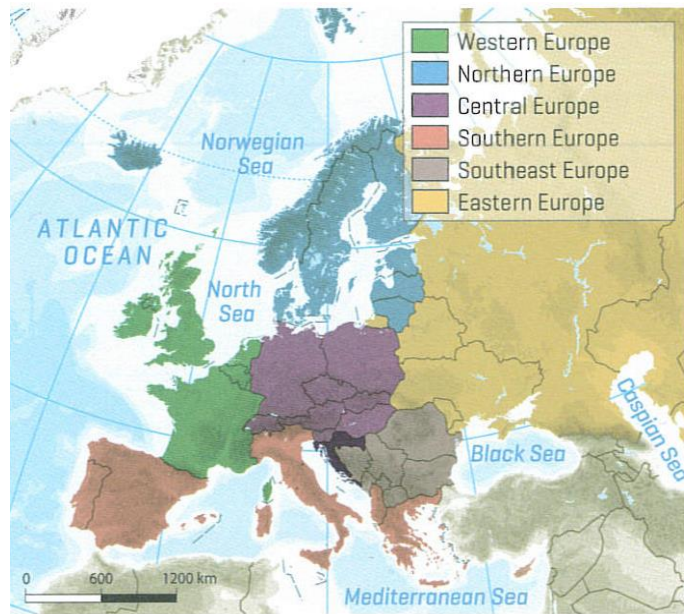 Western Europe
Northern Europe
Central Europe
Southern Europe
Southeast Europe
Eastern Europe
Norwegian
Sea
ATLANTIC
OCEAN
North
Sea
Caspian Sea
Black Sea
0 600 1200 km
Mediterranean Sea